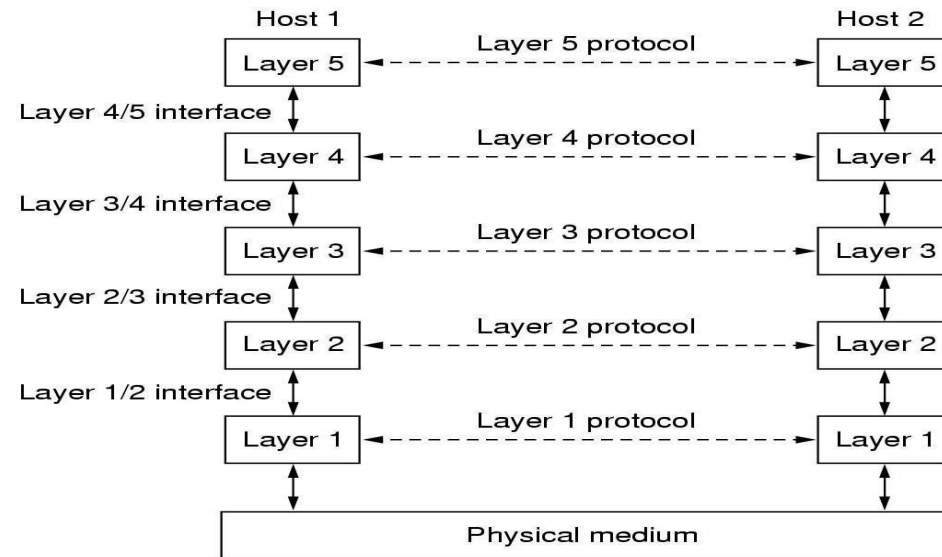 Host 1
Host 2
Layer 5 protocol
Layer 5
Layer 5
Layer 4/5 interface
Layer 4 protocol
Layer 4
Layer 4
Layer 3/4 interface
Layer 3 protocol
Layer 3
Layer 3
Layer 2/3 interface
Layer 2 protocol
Layer 2
Layer 2
Layer 1/2 interface
Layer 1 protocol
Layer 1
Layer 1
Physical medium